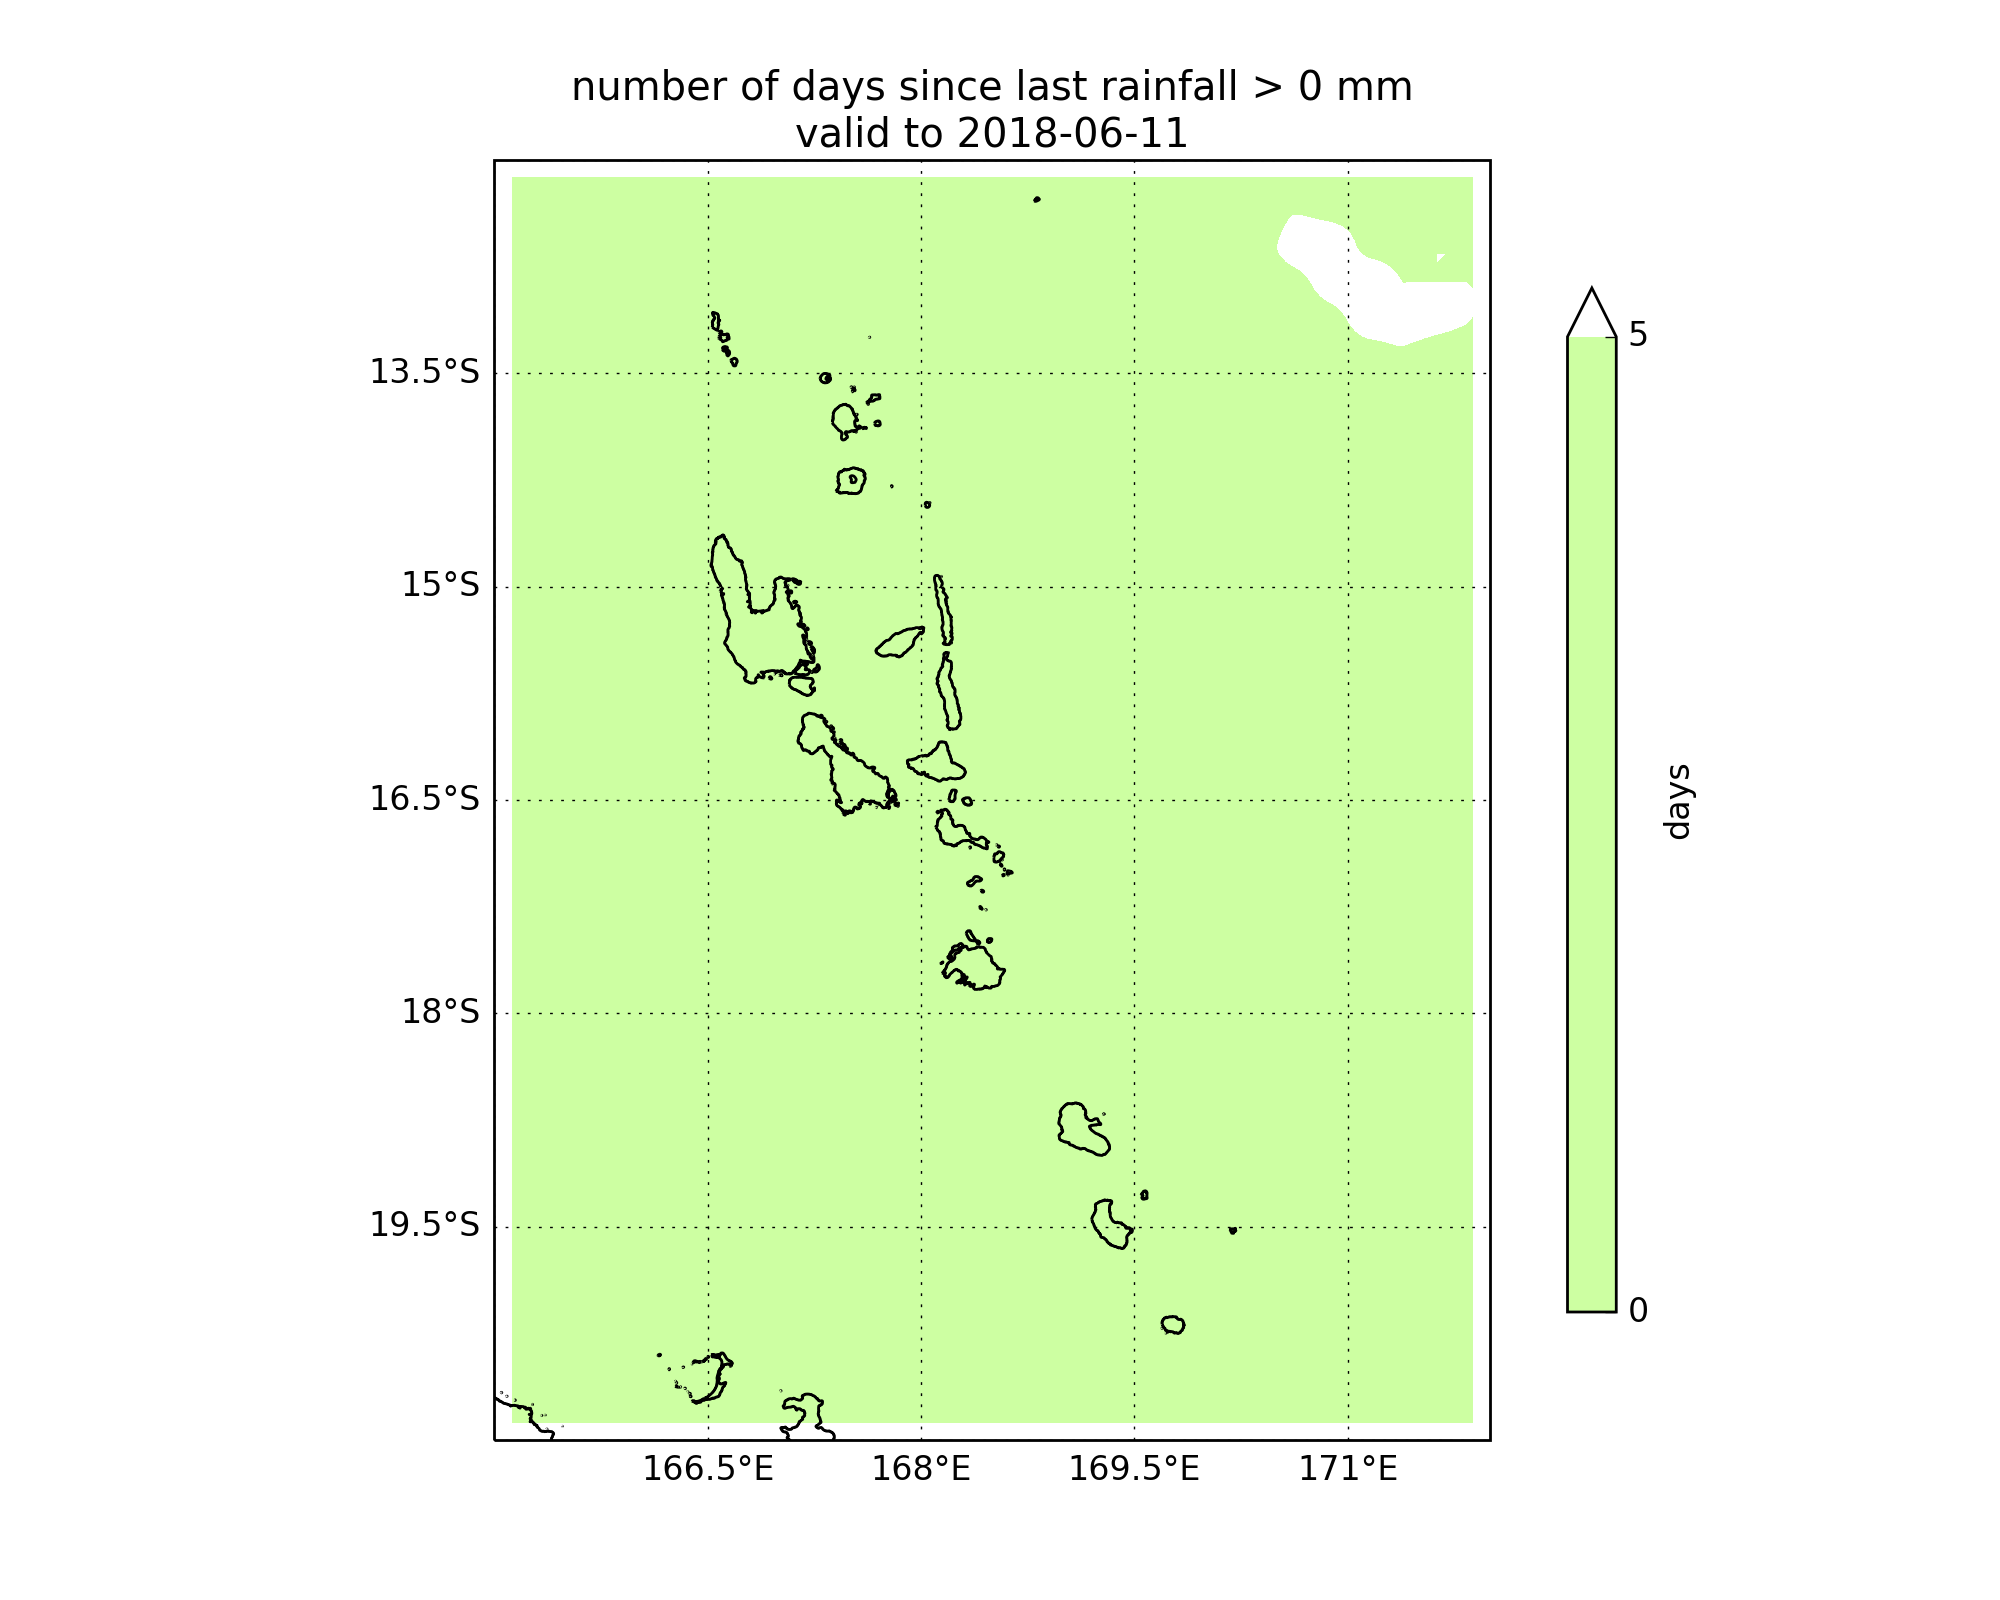 number of days since last rainfall > 0 mm
valid to 2018-06-11
13.5°S
15°S
16.5°S
18°S
19.5°S
166.5°E
168°E
169.5°E
171°E
5
0
days